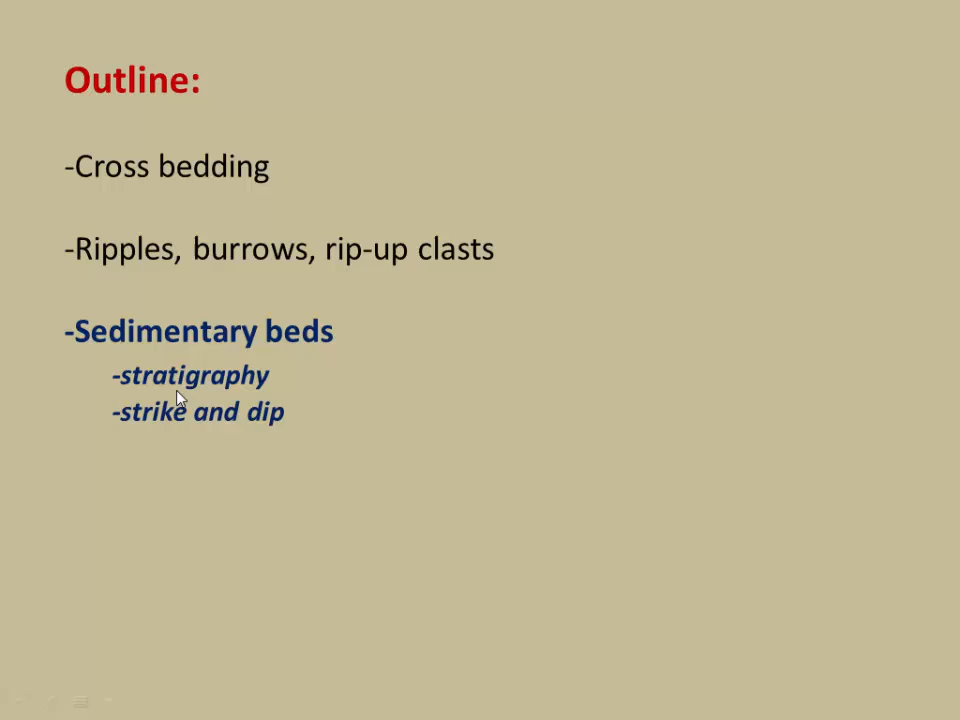 Outline:
-Cross bedding
-Ripples, burrows, rip-up clasts
-Sedimentary beds
-stratigraphy
-strike and dip